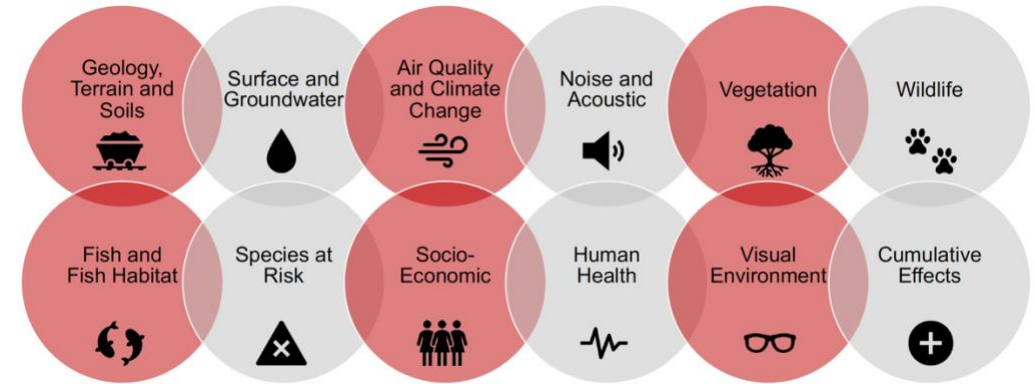 Geology,
Terrain and
Soils
Surface and
Groundwater
Air Quality
and Climate
Change
Noise and
Acoustic
Vegetation
Wildlife
Fish and
Fish Habitat
Species at
Risk
Socio-
Economic
Human
Health
Visual
Environment
Cumulative
Effects